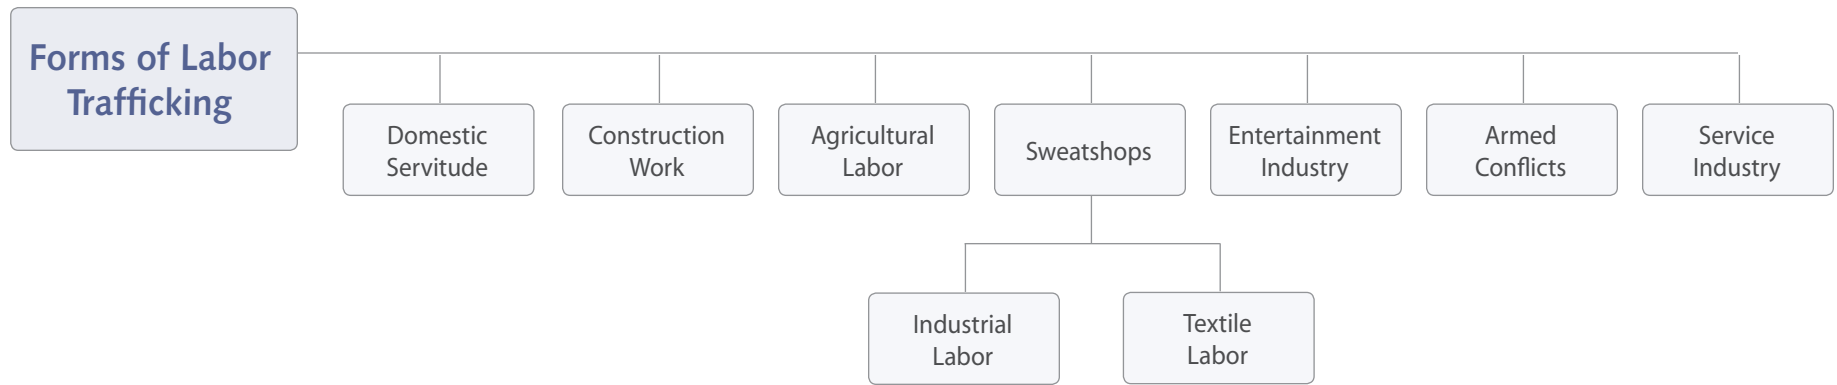 Forms of Labor
Trafficking
Domestic
Servitude
Construction
Work
Agricultural
Labor
Sweatshops
Entertainment
Industry
Armed
Conflicts
Service
Industry
Industrial
Labor
Textile
Labor